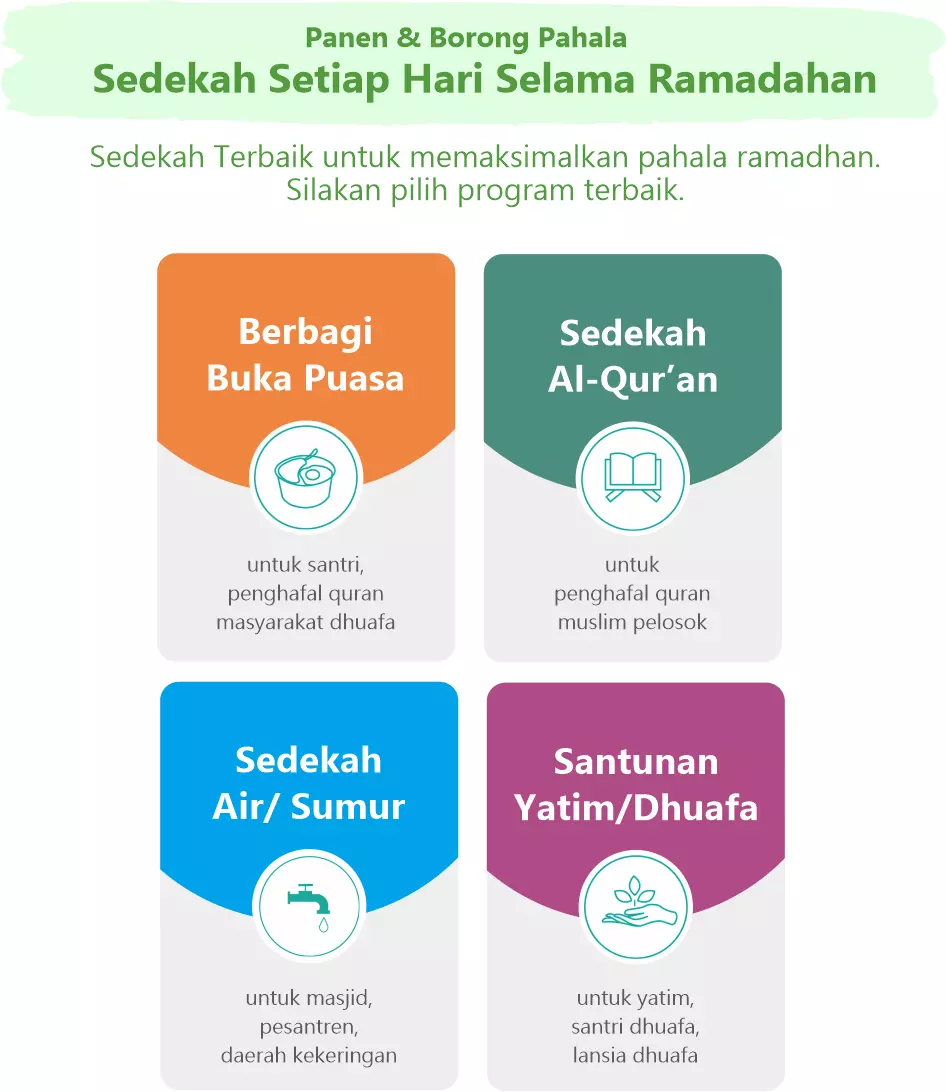 Panen & Borong Pahala
Sedekah Setiap Hari Selama Ramadahan
Sedekah Terbaik untuk memaksimalkan pahala ramadhan.
Silakan pilih program terbaik.
Berbagi
Buka Puasa
untuk santri,
penghafal quran
masyarakat dhuafa
Sedekah
Al-Qur’an
untuk
penghafal quran
muslim pelosok
Sedekah
Air/ Sumur
untuk masjid,
pesantren,
daerah kekeringan
Santunan
Yatim/Dhuafa
untuk yatim,
santri dhuafa,
lansia dhuafa